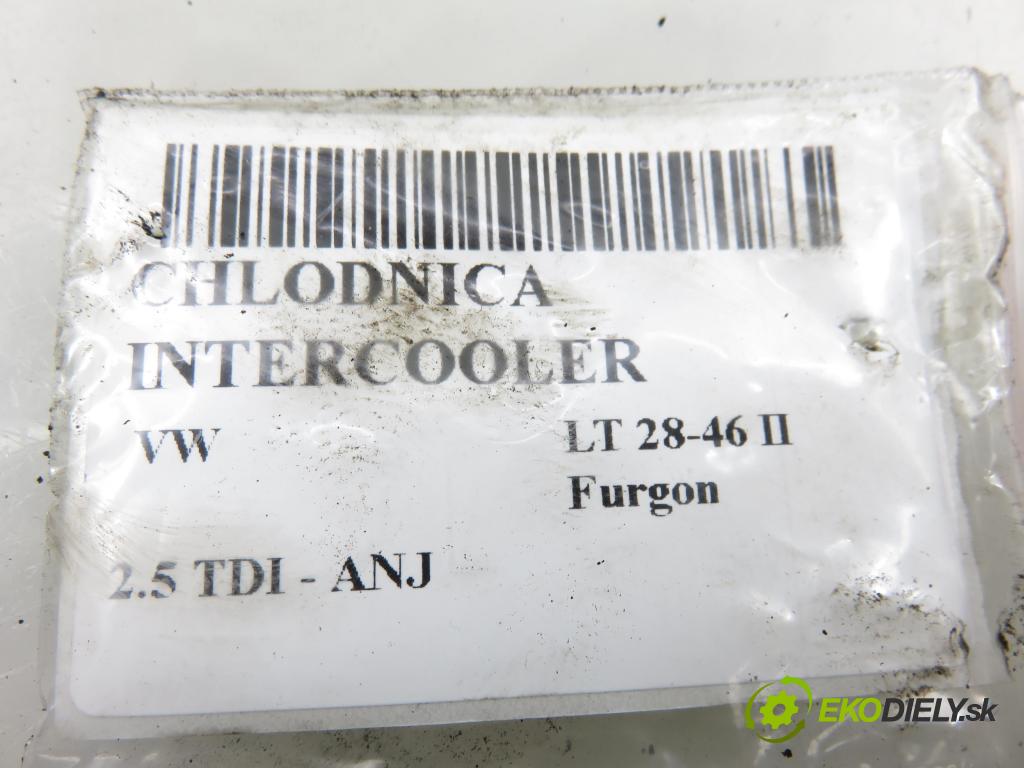 CHLODNICA
INTERCOOLER
VW LT 28-46 II
Furgon
2.5 TDI - ANJ
EKODIELY.sk